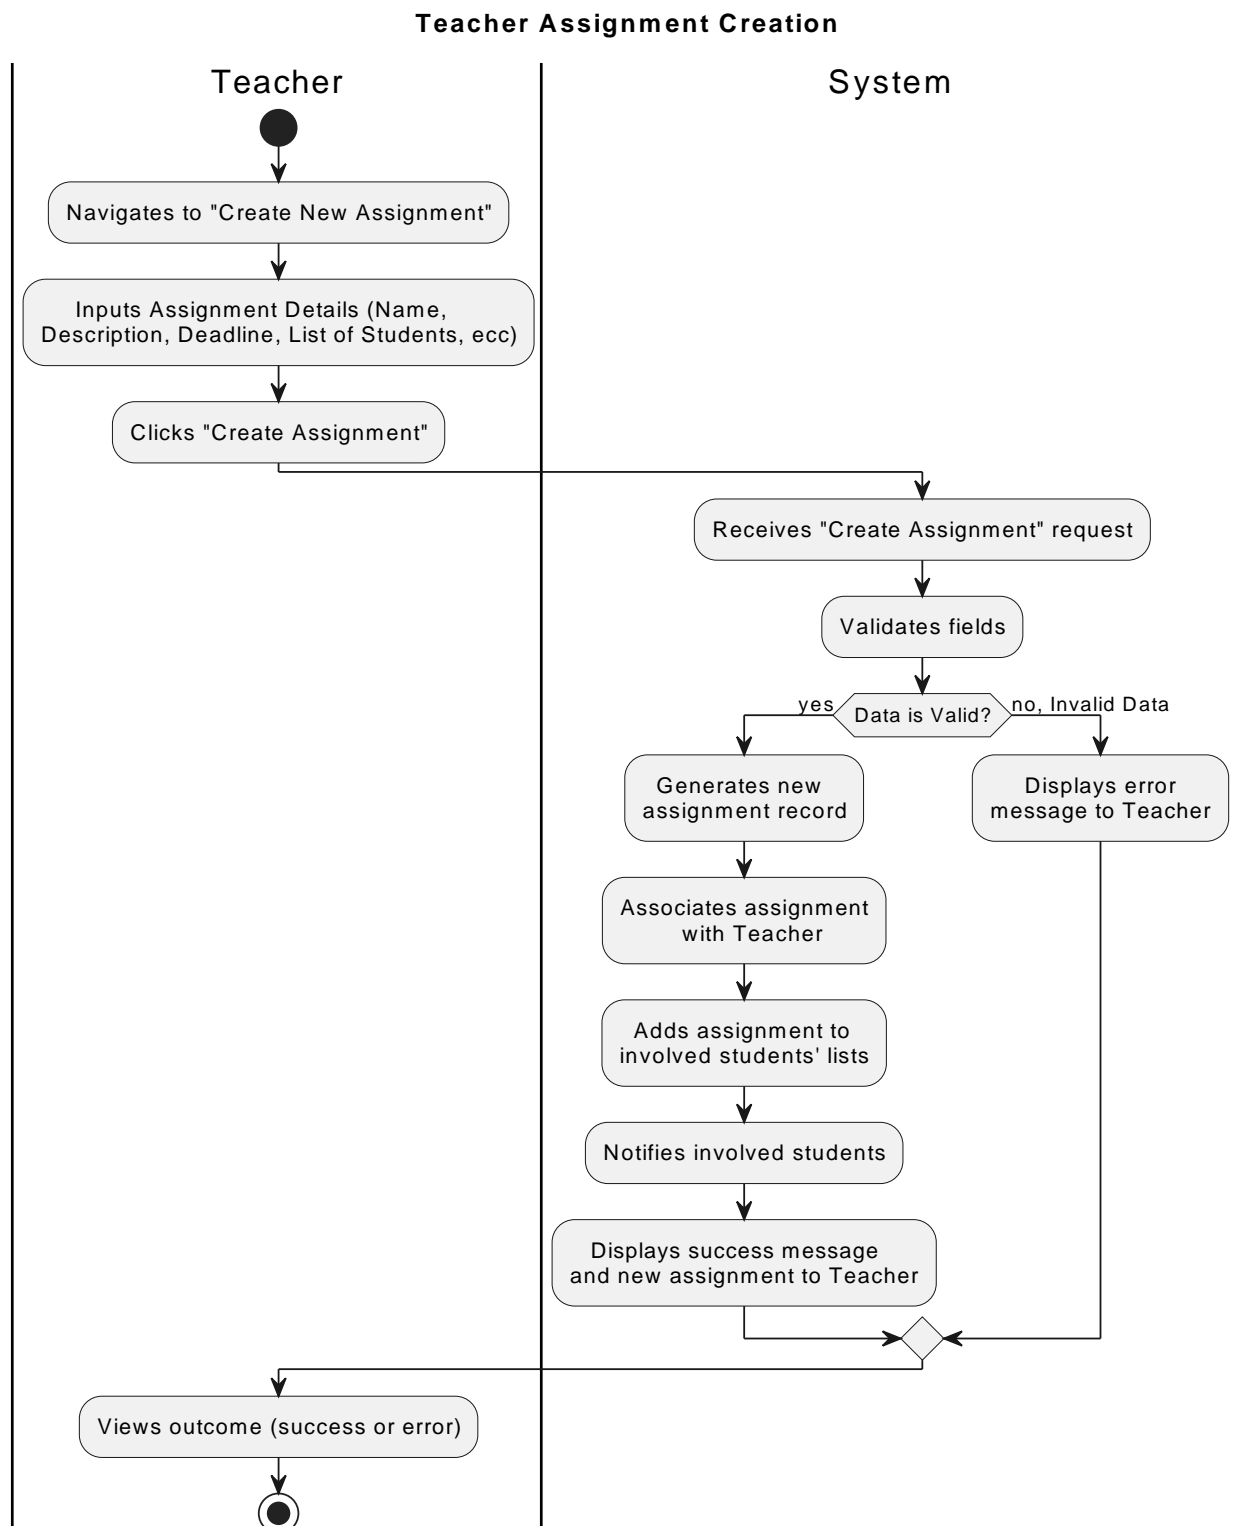 Teacher Assignment Creation
Teacher
System
Navigates to "Create New Assignment"
Inputs Assignment Details (Name,
Description, Deadline, List of Students, ecc)
Clicks "Create Assignment"
Receives "Create Assignment" request
Validates fields
Data is Valid?
yes
no, Invalid Data
Generates new
assignment record
Displays error
message to Teacher
Associates assignment
with Teacher
Adds assignment to
involved students' lists
Notifies involved students
Displays success message
and new assignment to Teacher
Views outcome (success or error)